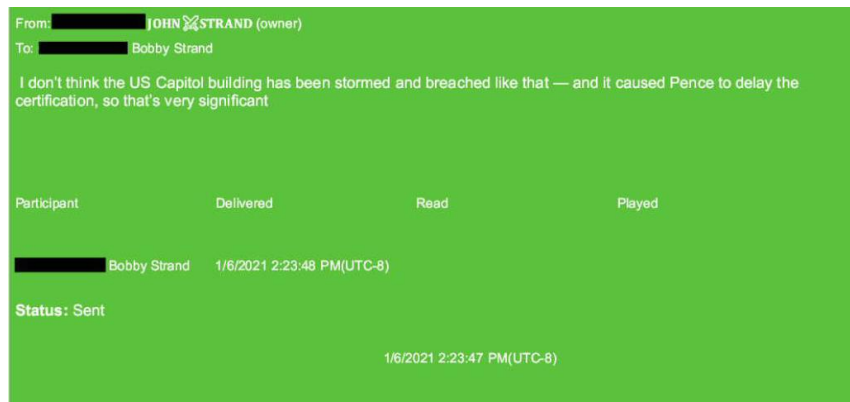 From: JOHN⚔STRAND (owner)
To: Bobby Strand
I don't think the US Capitol building has been stormed and breached like that — and it caused Pence to delay the
certification, so that's very significant
Participant Delivered Read Played
Bobby Strand 1/6/2021 2:23:48 PM(UTC-8)
Status: Sent
1/6/2021 2:23:47 PM(UTC-8)